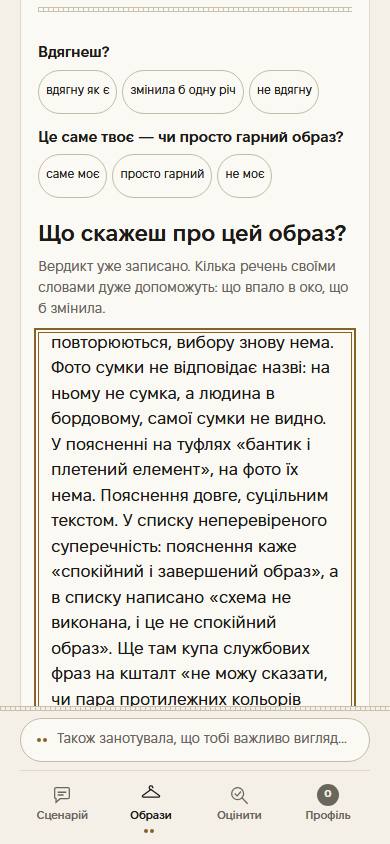 Вдягнеш?
вдягну як є
змінила б одну річ
не вдягну
Це саме твоє — чи просто гарний образ?
саме моє
просто гарний
не моє
Що скажеш про цей образ?
Вердикт уже записано. Кілька речень своїми
словами дуже допоможуть: що впало в око, що
б змінила.
повторюються, вибору знову нема.
Фото сумки не відповідає назві: на
ньому не сумка, а людина в
бордовому, самої сумки не видно.
У поясненні на туфлях «бантик і
плетений елемент», на фото їх
нема. Пояснення довге, суцільним
текстом. У списку неперевіреного
суперечність: пояснення каже
«спокійний і завершений образ», а
в списку написано «схема не
виконана, і це не спокійний
образ». Ще там купа службових
фраз на кшталт «не можу сказати,
чи пара протилежних кольорів
Також занотувала, що тобі важливо вигляд...
Сценарій
Образи
Оцінити
О
Профіль